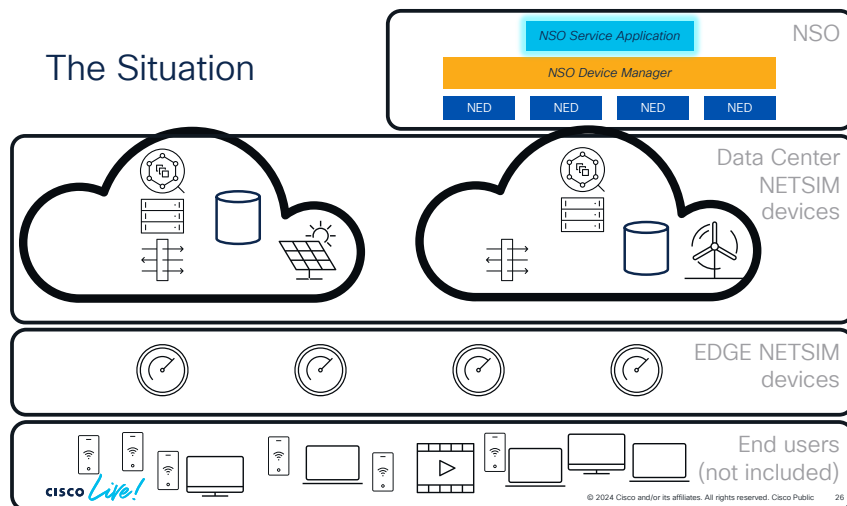 The Situation
NSO
NSO Service Application
NSO Device Manager
NED
NED
NED
NED
Data Center
NETSIM
devices
EDGE NETSIM
devices
End users
(not included)
CISCO Live!
© 2024 Cisco and/or its affiliates. All rights reserved. Cisco Public 26